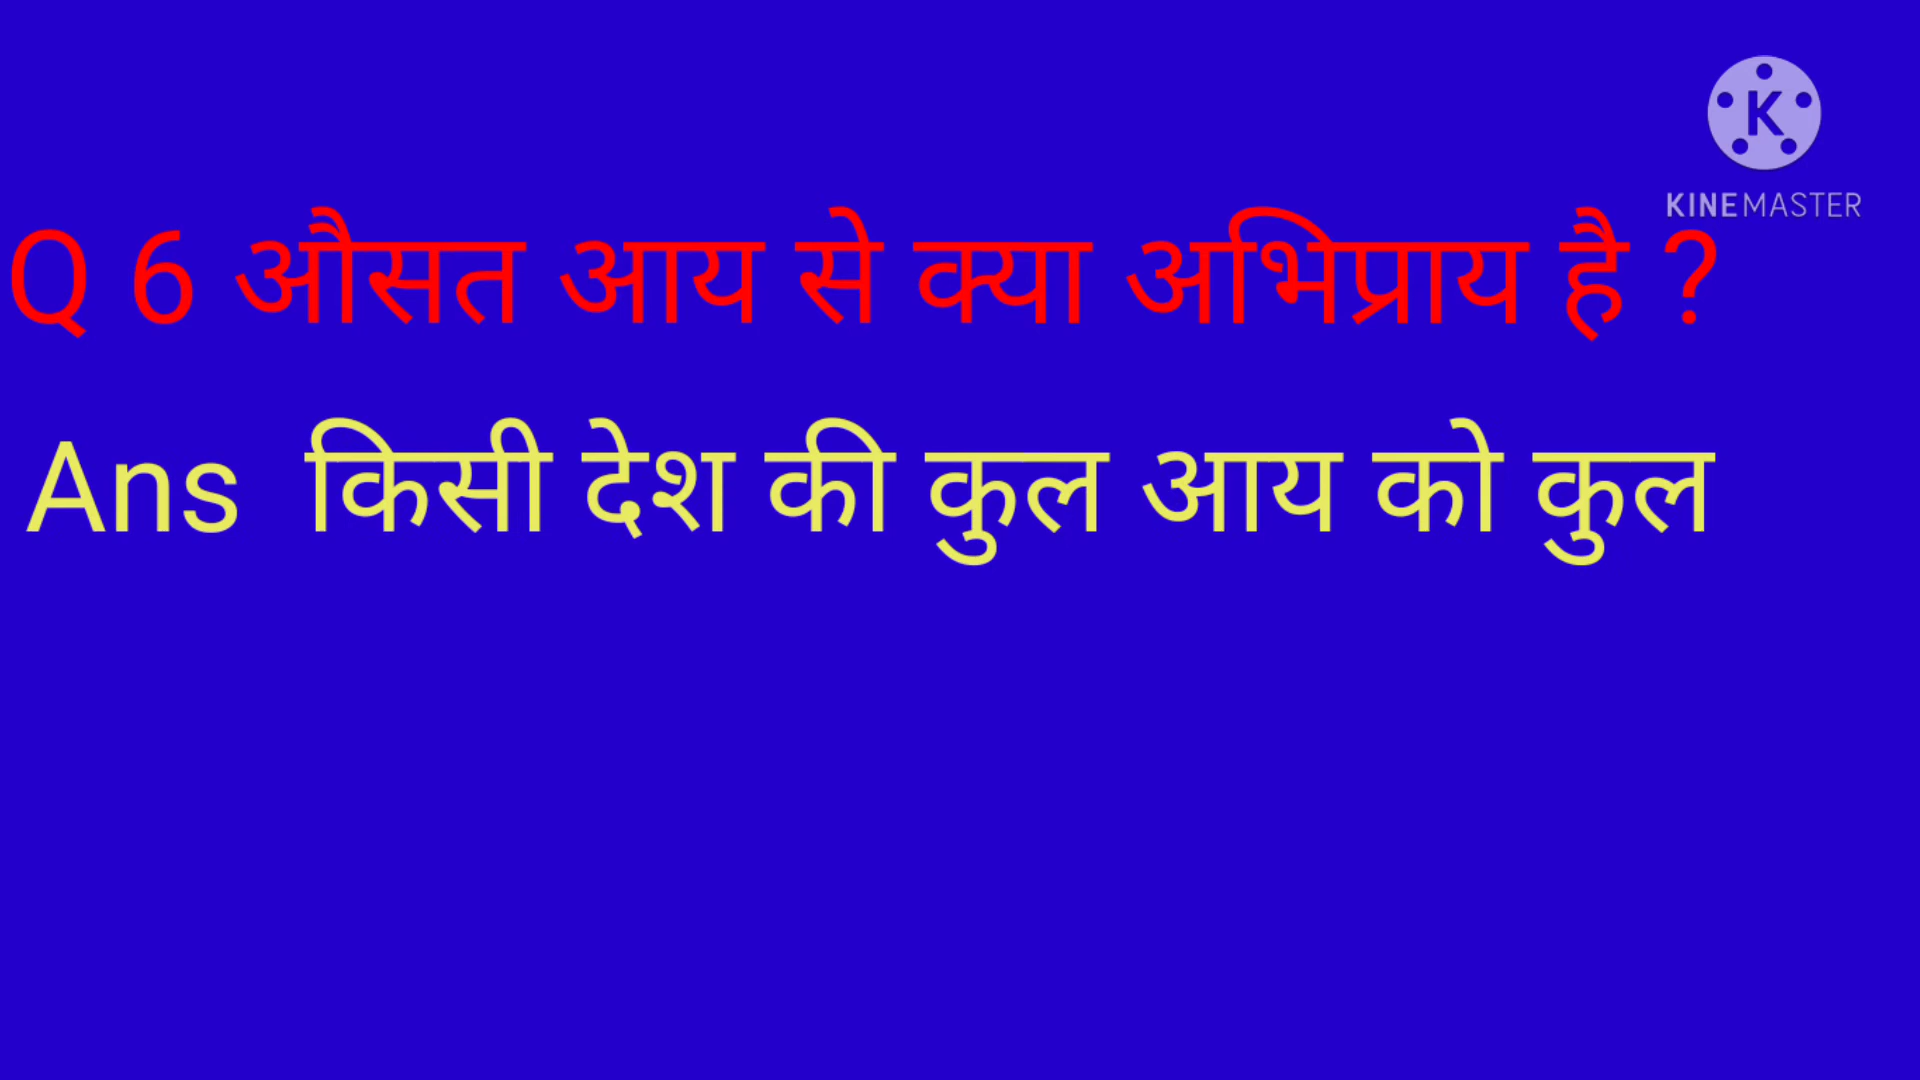 KINEMASTER
Q 6 औसत आय से क्या अभिप्राय है ?
Ans किसी देश की कुल आय को कुल